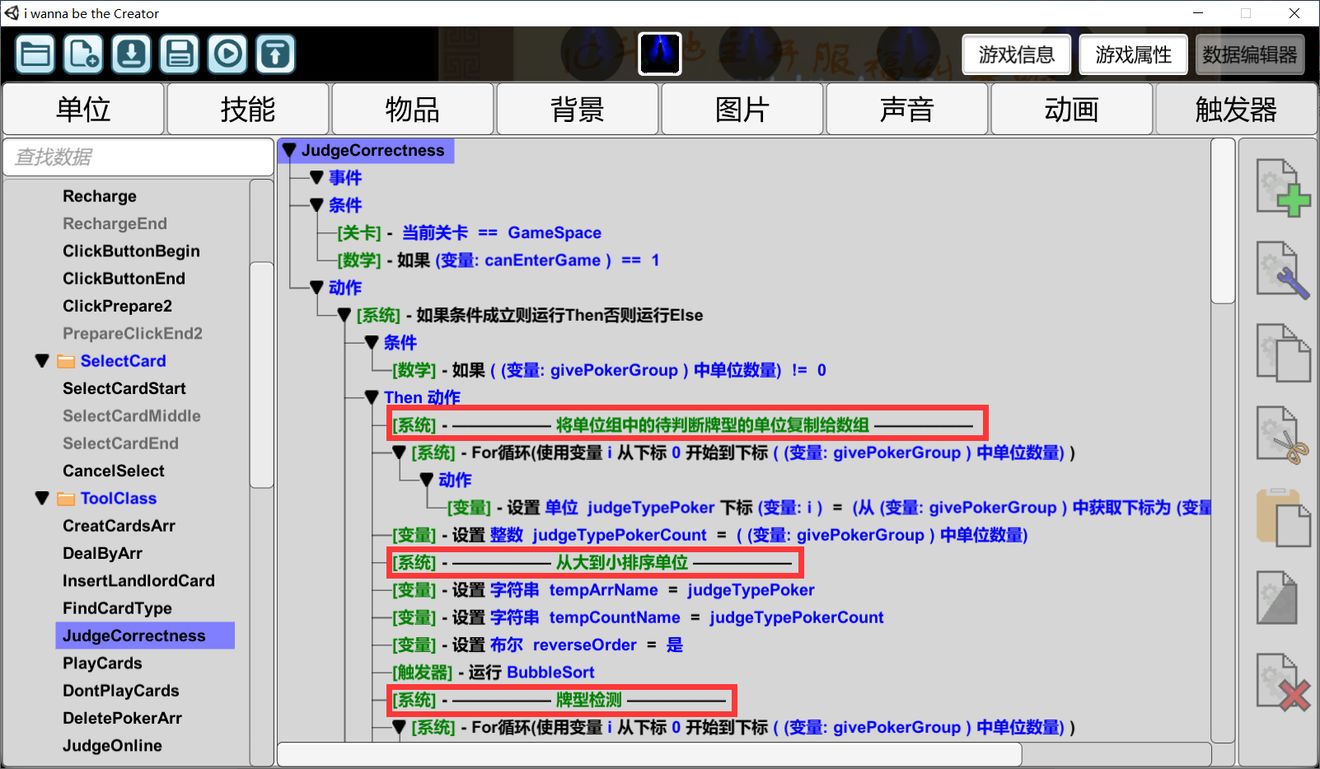 i wanna be the Creator
游戏信息
游戏属性
数据编辑器
单位
技能
物品
背景
图片
声音
动画
触发器
查找数据
Recharge
RechargeEnd
ClickButtonBegin
ClickButtonEnd
ClickPrepare2
PrepareClickEnd2
SelectCard
SelectCardStart
SelectCardMiddle
SelectCardEnd
CancelSelect
ToolClass
CreatCardsArr
DealByArr
InsertLandlordCard
FindCardType
JudgeCorrectness
PlayCards
DontPlayCards
DeletePokerArr
JudgeOnline
JudgeCorrectness
事件
条件
[关卡] - 当前关卡 == GameSpace
[数学] - 如果 (变量: canEnterGame ) == 1
动作
[系统] - 如果条件成立则运行Then否则运行Else
条件
[数学] - 如果 ( (变量: givePokerGroup ) 中单位数量) != 0
Then 动作
[系统] - —————— 将单位组中的待判断牌型的单位复制给数组 ——————
[系统] - For循环(使用变量 i 从下标 0 开始到下标 ( (变量: givePokerGroup ) 中单位数量) )
动作
[变量] - 设置 单位 judgeTypePoker 下标 (变量: i ) = (从 (变量: givePokerGroup ) 中获取下标为 (变量
[变量] - 设置 整数 judgeTypePokerCount = ( (变量: givePokerGroup ) 中单位数量)
[系统] - —————— 从大到小排序单位 ——————
[变量] - 设置 字符串 tempArrName = judgeTypePoker
[变量] - 设置 字符串 tempCountName = judgeTypePokerCount
[变量] - 设置 布尔 reverseOrder = 是
[触发器] - 运行 BubbleSort
[系统] - —————— 牌型检测 ——————
[系统] - For循环(使用变量 i 从下标 0 开始到下标 ( (变量: givePokerGroup ) 中单位数量) )